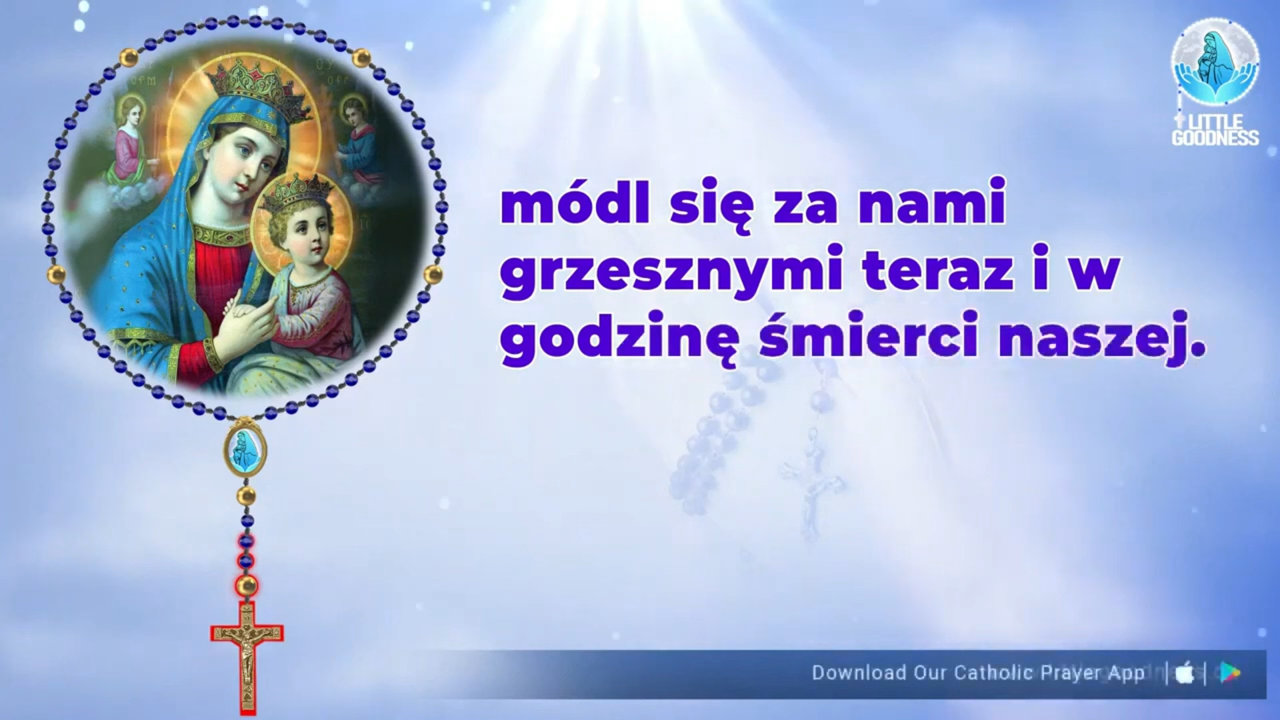 LITTLE
GOODNESS
módl się za nami
grzesznymi teraz i w
godzinę śmierci naszej.
Download Our Catholic Prayer App